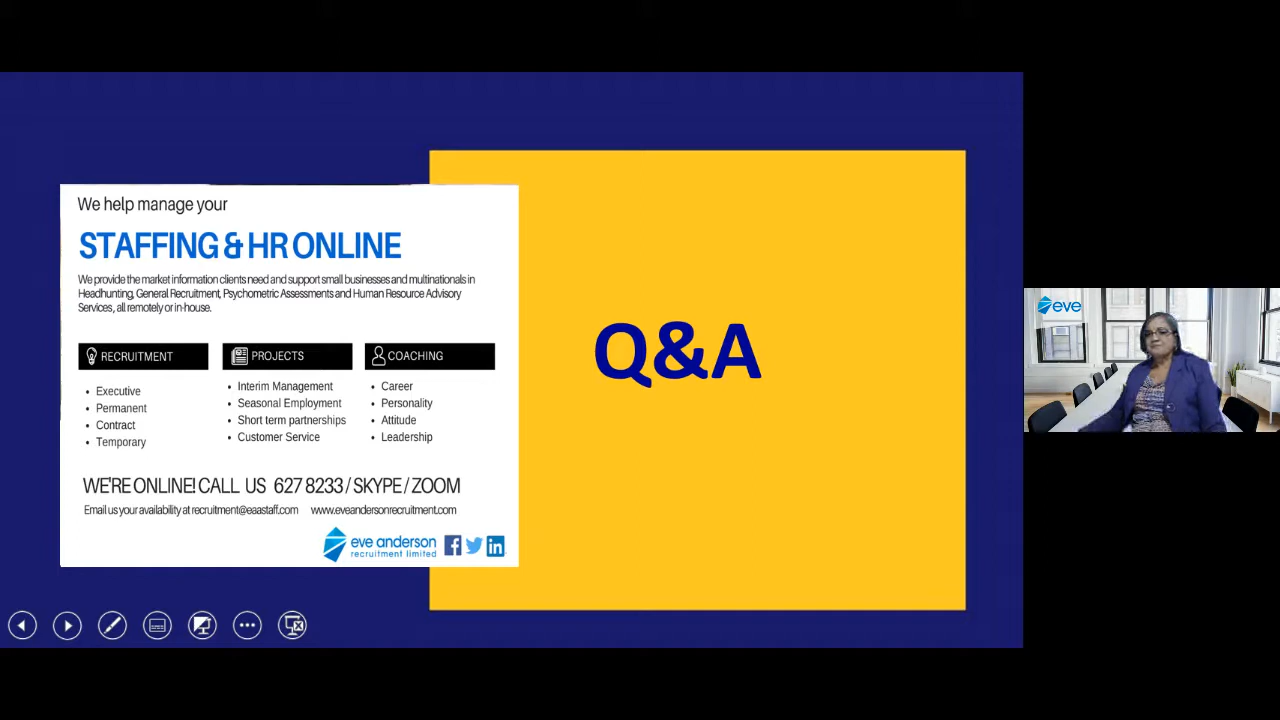 We help manage your
STAFFING & HR ONLINE
We provide the market information clients need and support small businesses and multinationals in
Headhunting, General Recruitment, Psychometric Assessments and Human Resource Advisory
Services, all remotely or in-house.
RECRUITMENT
• Executive
• Permanent
• Contract
• Temporary
PROJECTS
• Interim Management
• Seasonal Employment
• Short term partnerships
• Customer Service
COACHING
• Career
• Personality
• Attitude
• Leadership
WE'RE ONLINE! CALL US 627 8233 / SKYPE / ZOOM
Email us your availability at recruitment@eaastaff.com www.eveandersonrecruitment.com
eve anderson
recruitment limited
Q&A
eve